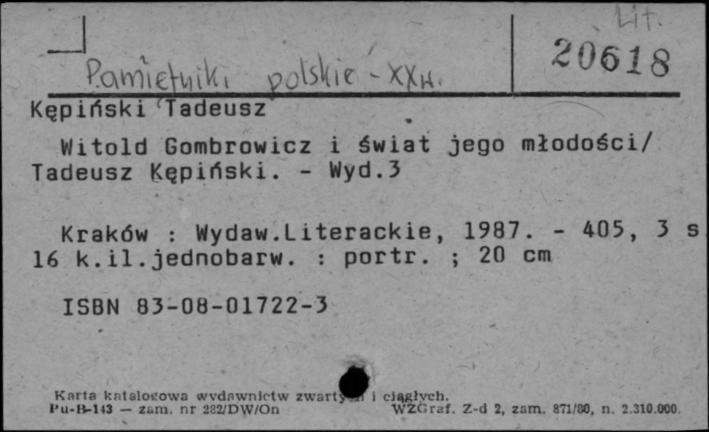 Lit.
20618
Pamiętniki polskie - XX w.
Kępiński Tadeusz
Witold Gombrowicz i świat jego młodości/
Tadeusz Kępiński. - Wyd.3
Kraków : Wydaw.Literackie, 1987. - 405, 3 s
16 k.il.jednobarw. : portr. ; 20 cm
ISBN 83-08-01722-3
Karta katalogowa wydawnictw zwartych i ciągłych.
Pu-B-143 — zam. nr 282/DW/On WZGraf. Z-d 2, zam. 871/80, n. 2.310.000.